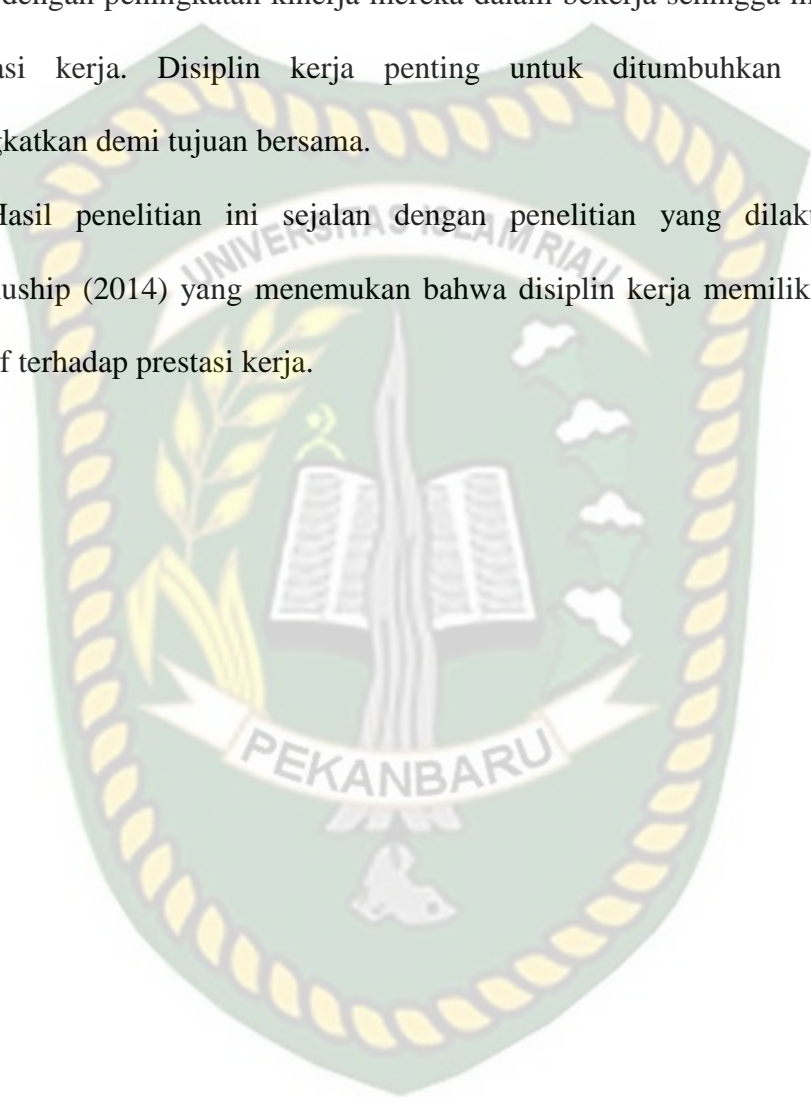 dengan peningkatan kinerja mereka dalam bekerja sehingga
asi kerja. Disiplin kerja penting untuk ditumbuhkan
gkatkan demi tujuan bersama.
Hasil penelitian ini sejalan dengan penelitian yang dilak
uship (2014) yang menemukan bahwa disiplin kerja memilik
f terhadap prestasi kerja.
UNIVERSITAS ISLAM RIAU
PEKANBARU